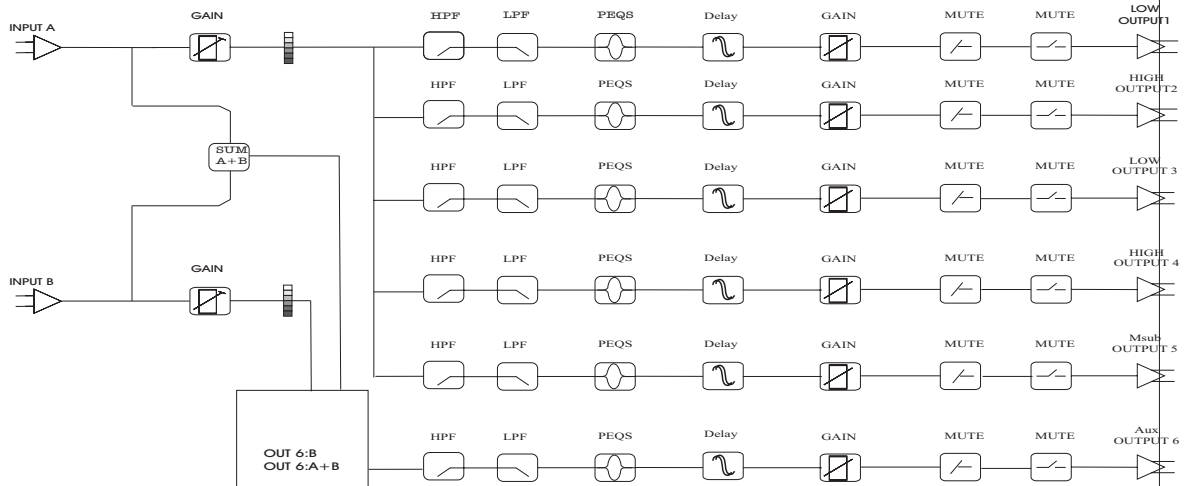 INPUT A
GAIN
HPF LPF PEQS Delay GAIN MUTE MUTE LOW
OUTPUT1
HPF LPF PEQS Delay GAIN MUTE MUTE HIGH
OUTPUT2
SUM
A+B
HPF LPF PEQS Delay GAIN MUTE MUTE LOW
OUTPUT 3
INPUT B
GAIN
HPF LPF PEQS Delay GAIN MUTE MUTE HIGH
OUTPUT 4
HPF LPF PEQS Delay GAIN MUTE MUTE Msub
OUTPUT 5
OUT 6:B
OUT 6:A+B
HPF LPF PEQS Delay GAIN MUTE MUTE Aux
OUTPUT 6